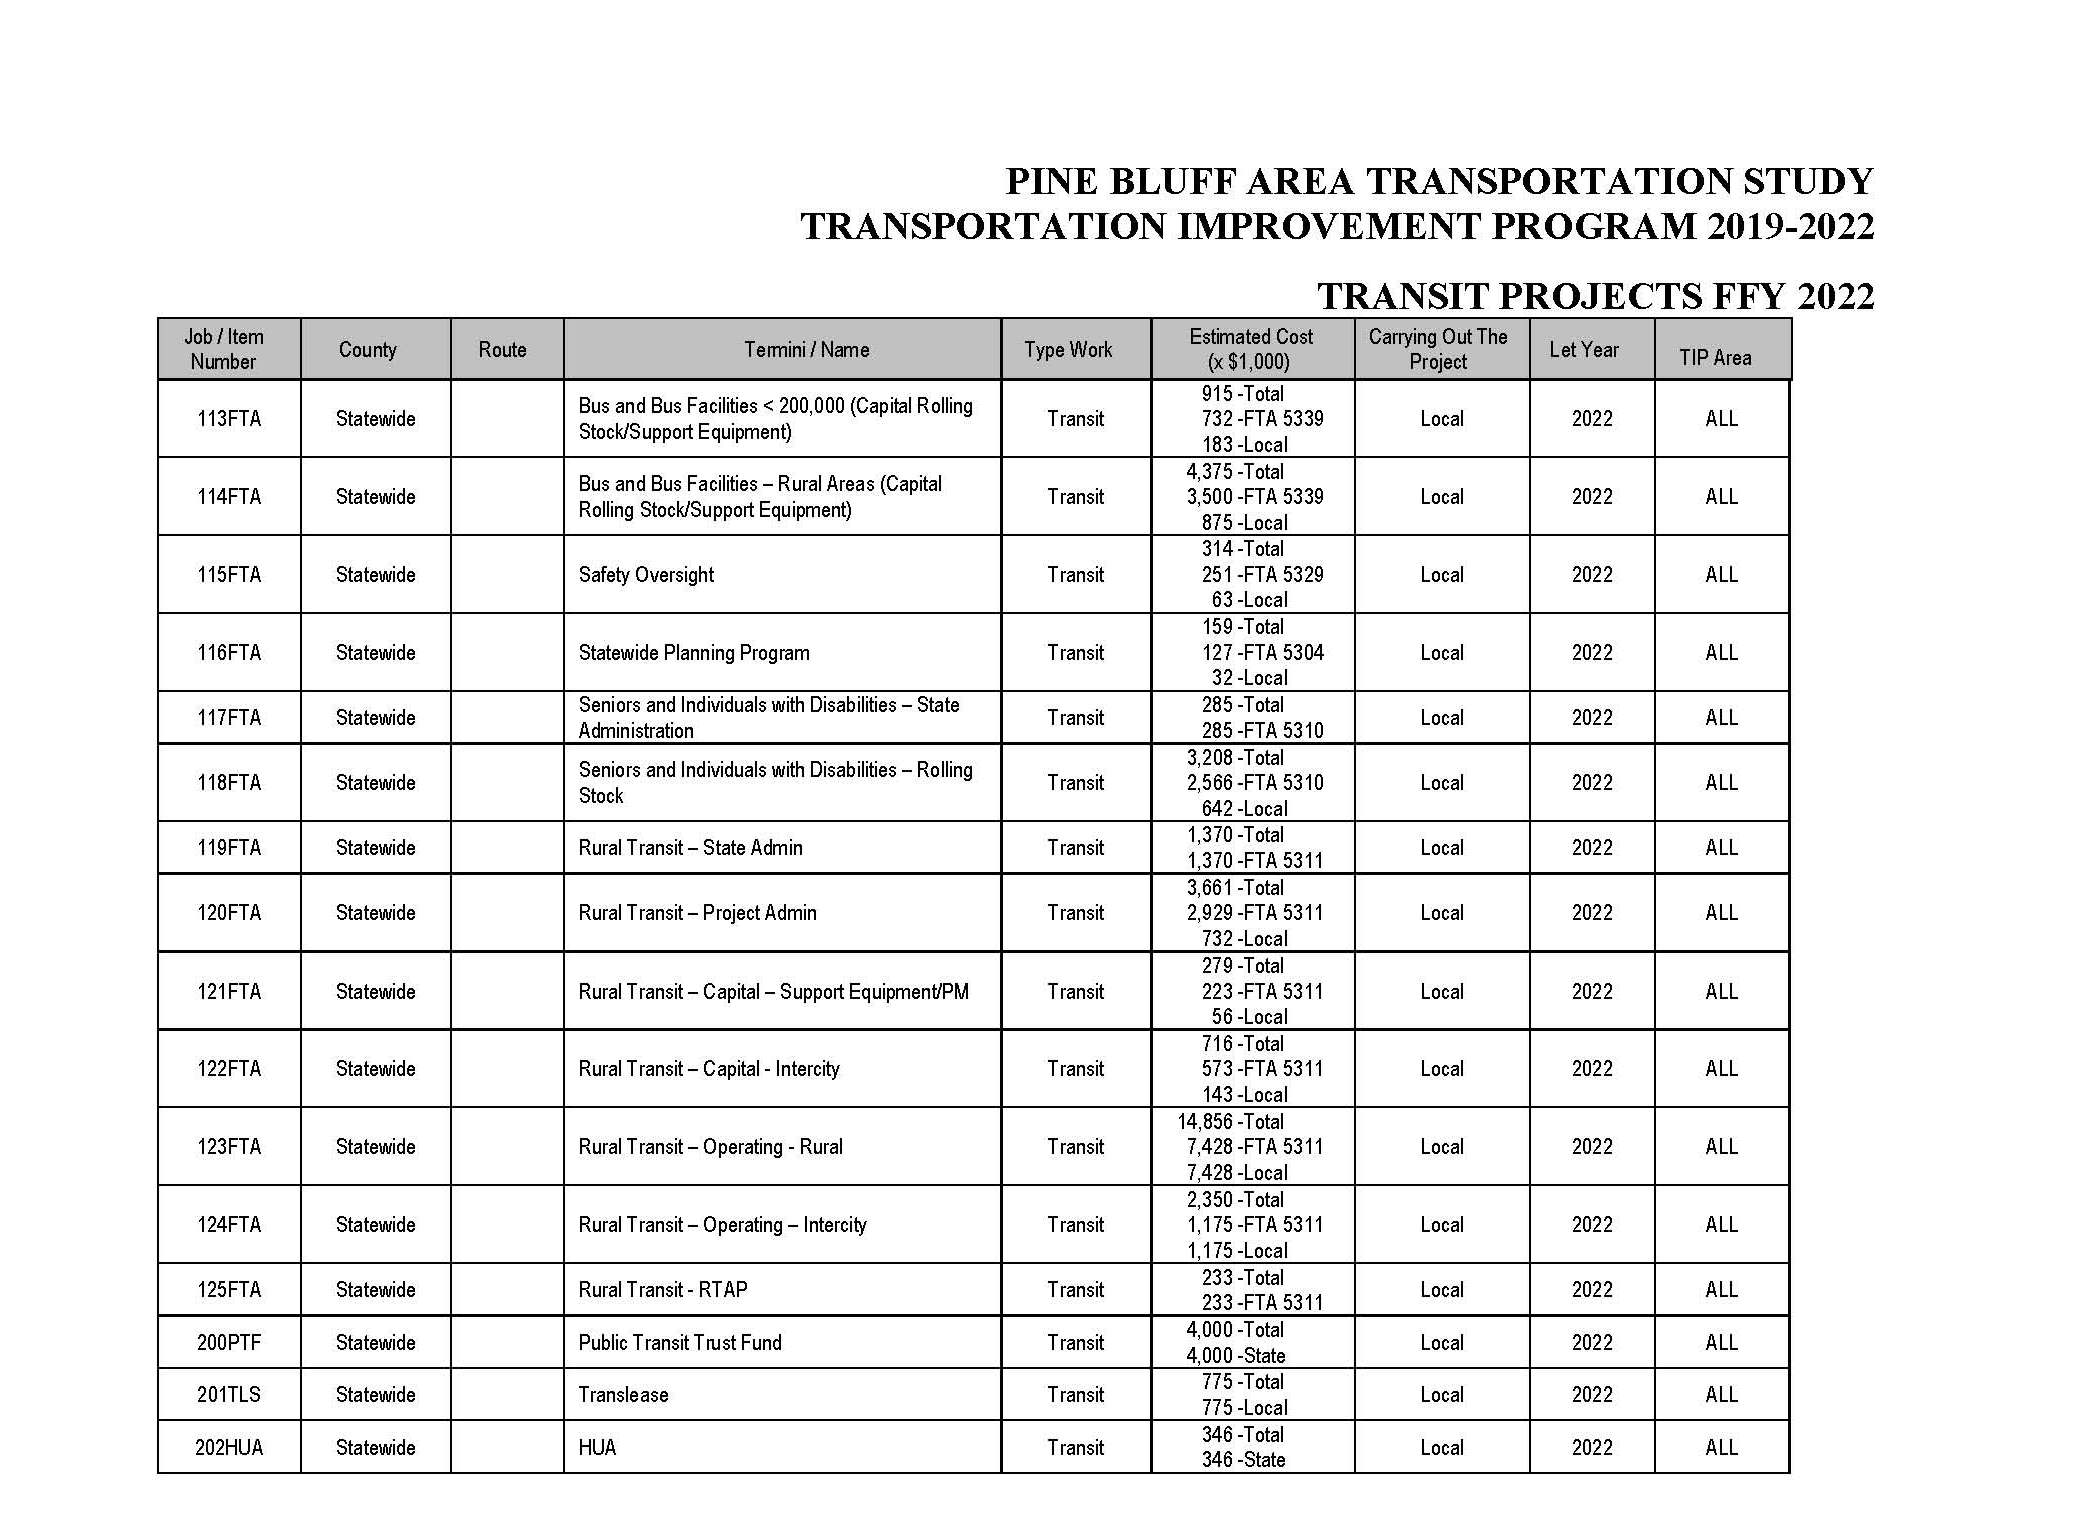 PINE BLUFF AREA TRANSPORTATION STUDY
TRANSPORTATION IMPROVEMENT PROGRAM 2019-2022
TRANSIT PROJECTS FFY 2022
Job / Item Number County Route Termini / Name Type Work Estimated Cost (x $1,000) Carrying Out The Project Let Year TIP Area
113FTA Statewide Bus and Bus Facilities < 200,000 (Capital Rolling Stock/Support Equipment) Transit 915 -Total 732 -FTA 5339 183 -Local Local 2022 ALL
114FTA Statewide Bus and Bus Facilities – Rural Areas (Capital Rolling Stock/Support Equipment) Transit 4,375 -Total 3,500 -FTA 5339 875 -Local Local 2022 ALL
115FTA Statewide Safety Oversight Transit 314 -Total 251 -FTA 5329 63 -Local Local 2022 ALL
116FTA Statewide Statewide Planning Program Transit 159 -Total 127 -FTA 5304 32 -Local Local 2022 ALL
117FTA Statewide Seniors and Individuals with Disabilities – State Administration Transit 285 -Total 285 -FTA 5310 Local 2022 ALL
118FTA Statewide Seniors and Individuals with Disabilities – Rolling Stock Transit 3,208 -Total 2,566 -FTA 5310 642 -Local Local 2022 ALL
119FTA Statewide Rural Transit – State Admin Transit 1,370 -Total 1,370 -FTA 5311 Local 2022 ALL
120FTA Statewide Rural Transit – Project Admin Transit 3,661 -Total 2,929 -FTA 5311 732 -Local Local 2022 ALL
121FTA Statewide Rural Transit – Capital – Support Equipment/PM Transit 279 -Total 223 -FTA 5311 56 -Local Local 2022 ALL
122FTA Statewide Rural Transit – Capital - Intercity Transit 716 -Total 573 -FTA 5311 143 -Local Local 2022 ALL
123FTA Statewide Rural Transit – Operating - Rural Transit 14,856 -Total 7,428 -FTA 5311 7,428 -Local Local 2022 ALL
124FTA Statewide Rural Transit – Operating – Intercity Transit 2,350 -Total 1,175 -FTA 5311 1,175 -Local Local 2022 ALL
125FTA Statewide Rural Transit - RTAP Transit 233 -Total 233 -FTA 5311 Local 2022 ALL
200PTF Statewide Public Transit Trust Fund Transit 4,000 -Total 4,000 -State Local 2022 ALL
201TLS Statewide Translease Transit 775 -Total 775 -Local Local 2022 ALL
202HUA Statewide HUA Transit 346 -Total 346 -State Local 2022 ALL